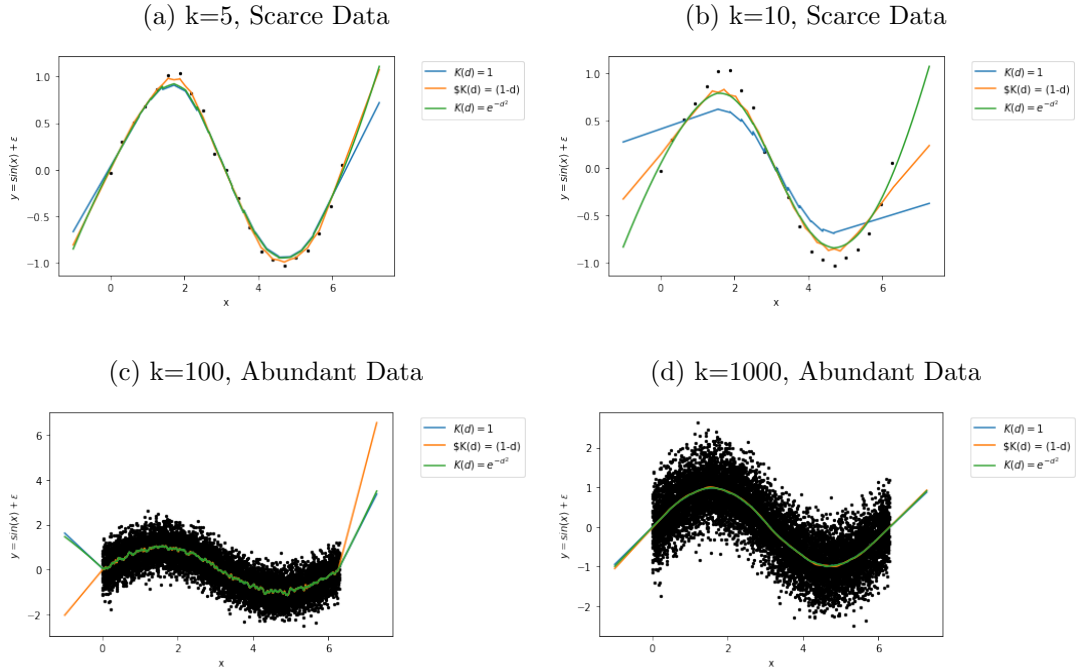 (a) k=5, Scarce Data
(b) k=10, Scarce Data
1.0
0.5
0.0
−0.5
−1.0
y = sin(x) + ε
0 2 4 6
x
K(d) = 1
$K(d) = (1-d)
K(d) = e^{-d^2}
1.0
0.5
0.0
−0.5
−1.0
y = sin(x) + ε
0 2 4 6
x
K(d) = 1
$K(d) = (1-d)
K(d) = e^{-d^2}
(c) k=100, Abundant Data
(d) k=1000, Abundant Data
6
4
2
0
−2
y = sin(x) + ε
0 2 4 6
x
K(d) = 1
$K(d) = (1-d)
K(d) = e^{-d^2}
2
1
0
−1
−2
y = sin(x) + ε
0 2 4 6
x
K(d) = 1
$K(d) = (1-d)
K(d) = e^{-d^2}